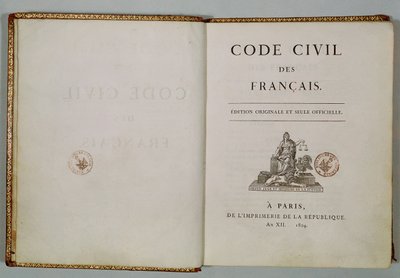 CODE CIVIL
DES
FRANÇAIS.
ÉDITION ORIGINALE ET SEULE OFFICIELLE.
À PARIS,
DE L'IMPRIMERIE DE LA RÉPUBLIQUE.
AN XII. 1804.